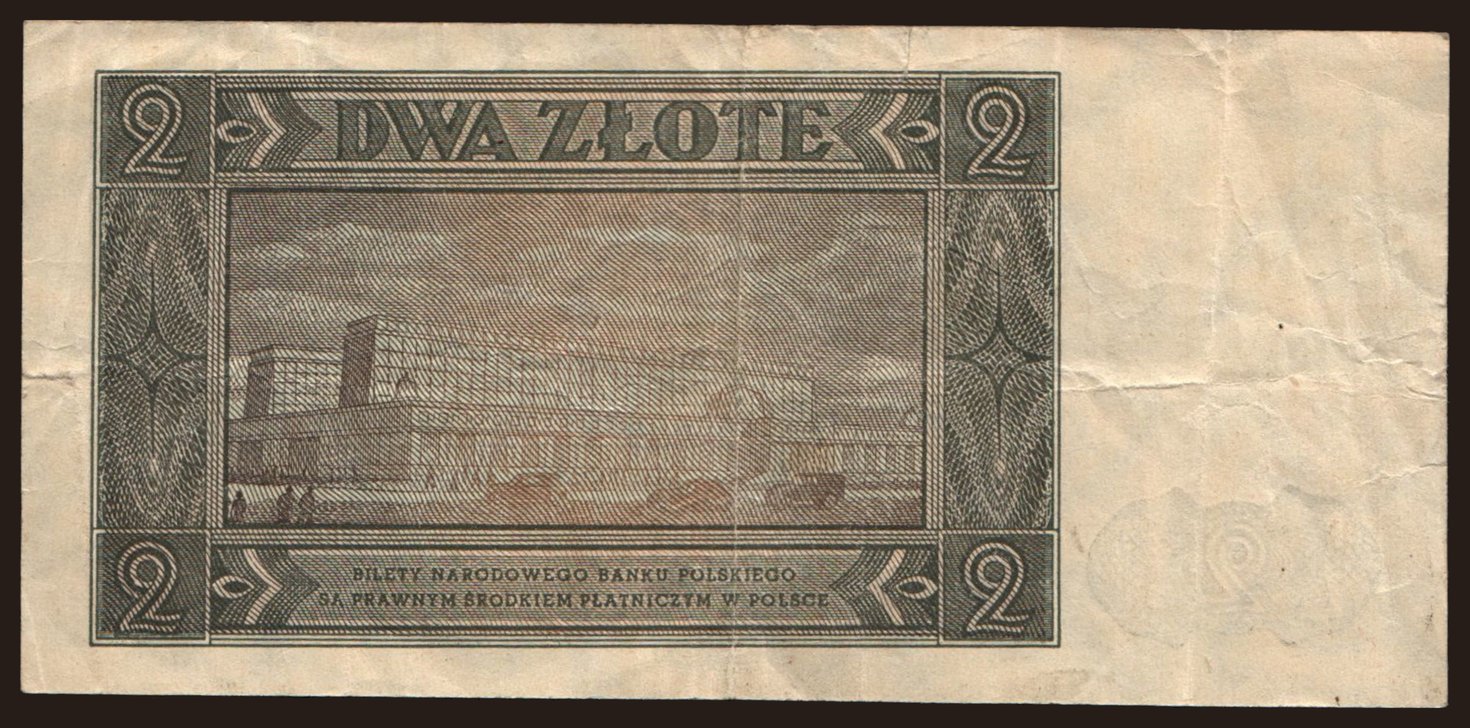 2 DWA ZŁOTE 2
2 BILETY NARODOWEGO BANKU POLSKIEGO 2
SĄ PRAWNYM ŚRODKIEM PŁATNICZYM W POLSCE